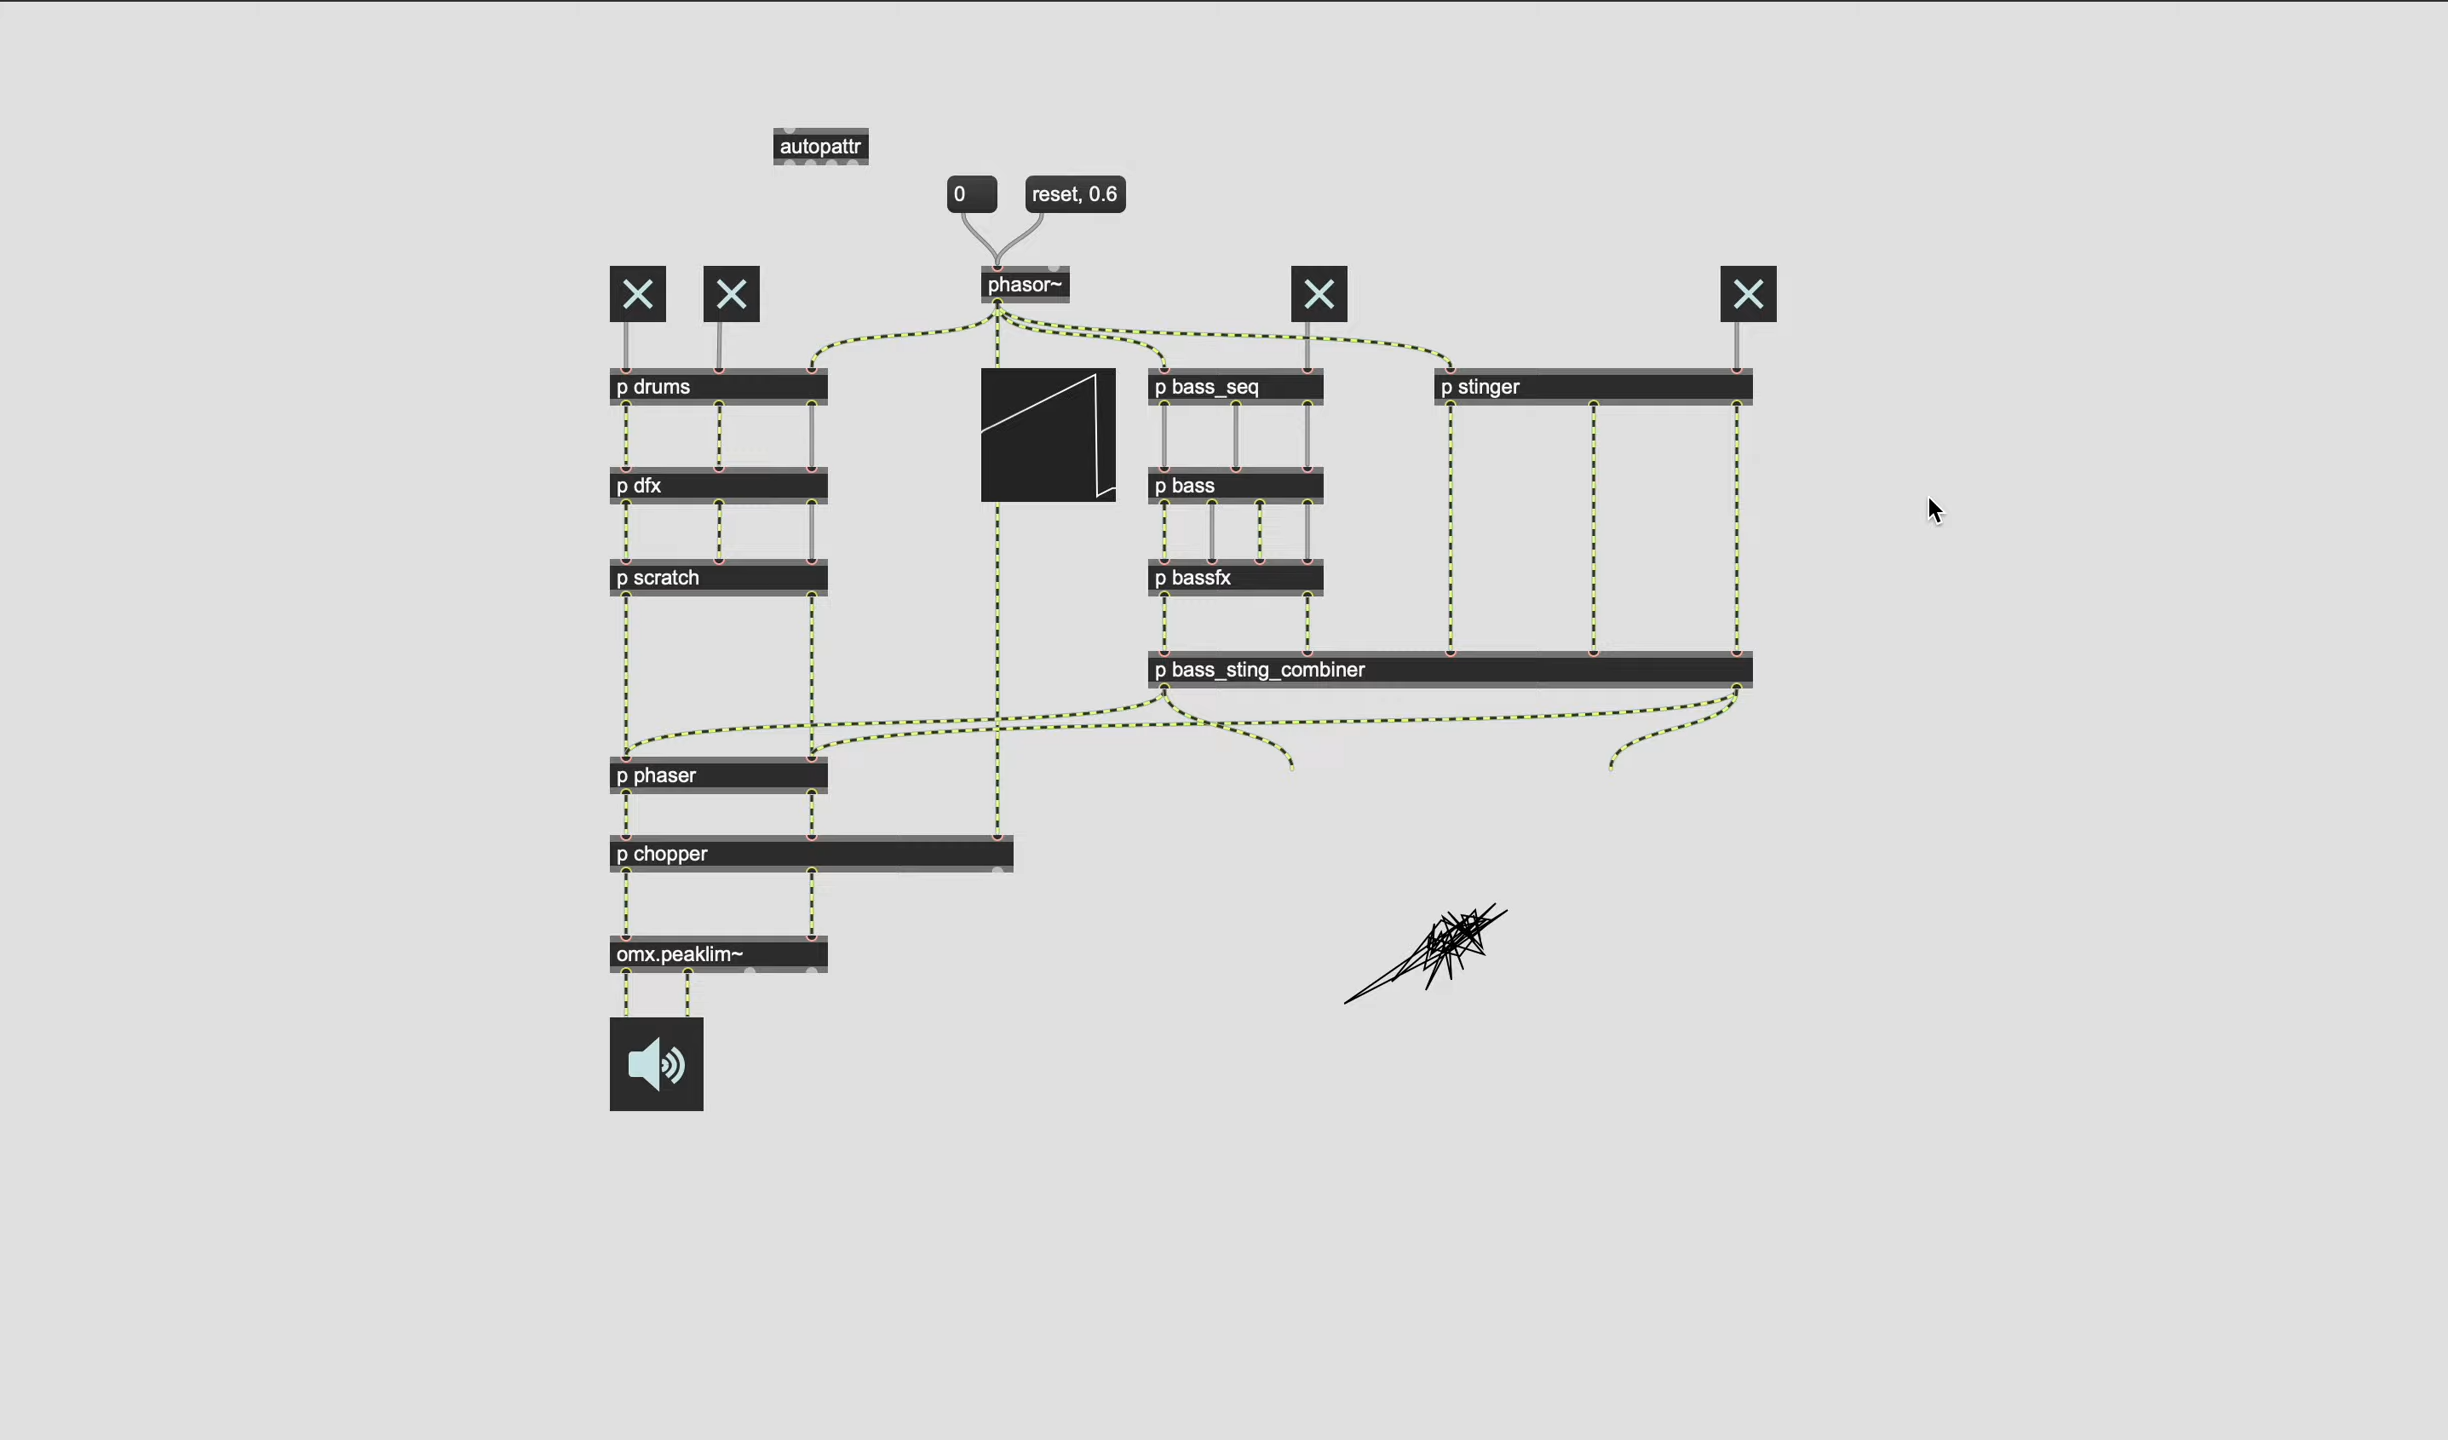 autopattr
0
reset, 0.6
phasor~
p drums
p bass_seq
p stinger
p dfx
p bass
p scratch
p bassfx
p bass_sting_combiner
p phaser
p chopper
omx.peaklim~